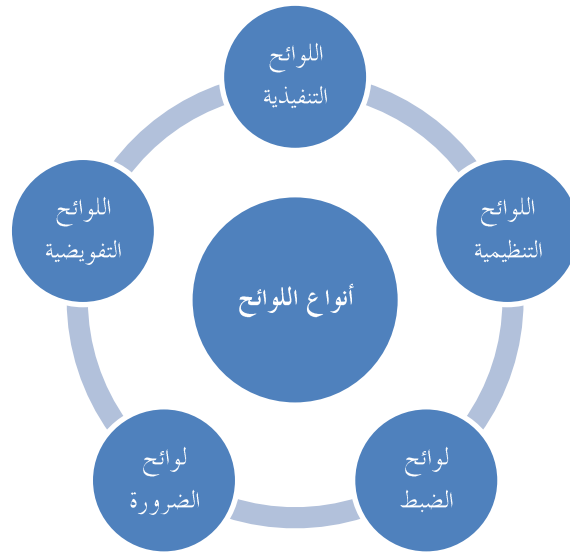 اللوائح
التنفيذية
اللوائح
التنظيمية
لوائح
الضبط
لوائح
الضرورة
اللوائح
التفويضية
أنواع اللوائح